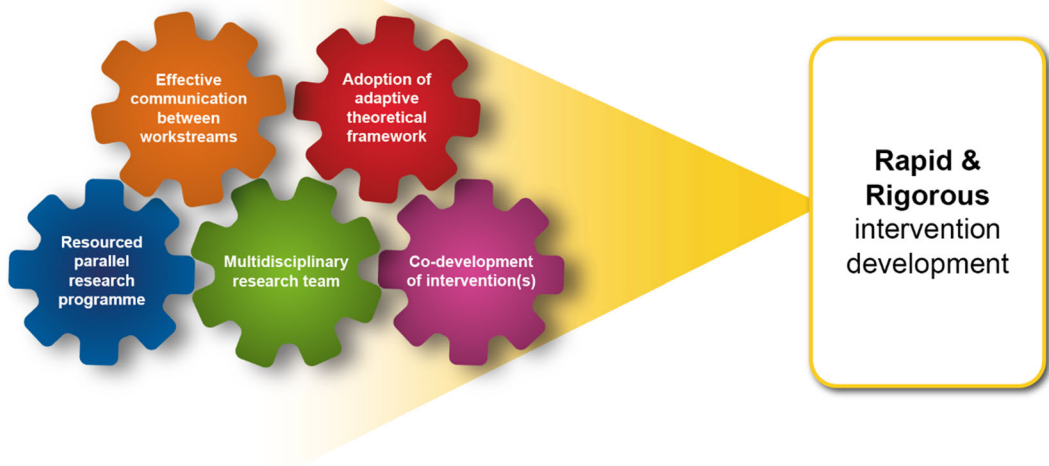 Effective
communication
between
workstreams
Adoption of
adaptive
theoretical
framework
Resourced
parallel
research
programme
Multidisciplinary
research team
Co-development
of intervention(s)
Rapid &
Rigorous
intervention
development